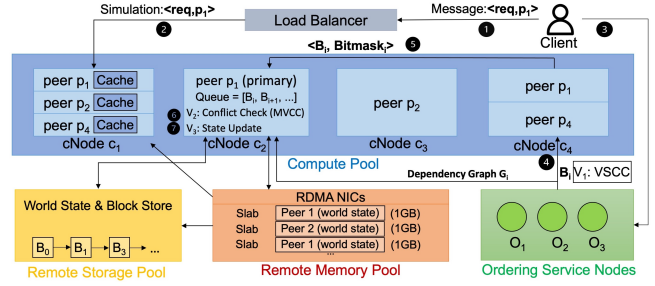 Simulation:<req,p1>
Message:<req,p1>
Load Balancer
2
1
3
Client
<Bi, Bitmaski>
5
peer p1 Cache
peer p2 Cache
peer p4 Cache
cNode c1
peer p1 (primary)
Queue = [Bi, Bi+1, ...]
6 V2: Conflict Check (MVCC)
7 V3: State Update
cNode c2
peer p2
cNode c3
peer p1
peer p4
cNode c4
Compute Pool
4
Dependency Graph Gi
Bi
V1: VSCC
World State & Block Store
B0
B1
B3
...
Remote Storage Pool
RDMA NICs
Slab Peer 1 (world state) (1GB)
Slab Peer 2 (world state) (1GB)
Slab Peer 1 (world state) (1GB)
...
Remote Memory Pool
O1
O2
O3
Ordering Service Nodes